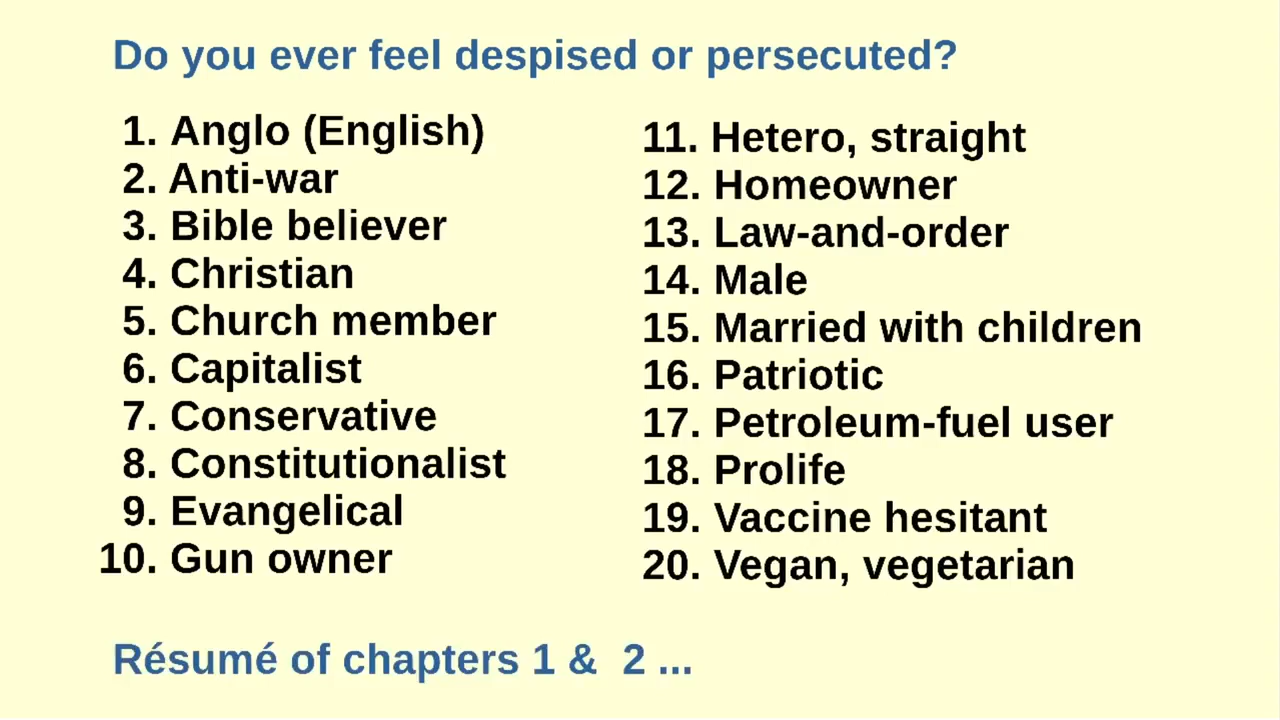 Do you ever feel despised or persecuted?
1. Anglo (English)
2. Anti-war
3. Bible believer
4. Christian
5. Church member
6. Capitalist
7. Conservative
8. Constitutionalist
9. Evangelical
10. Gun owner
11. Hetero, straight
12. Homeowner
13. Law-and-order
14. Male
15. Married with children
16. Patriotic
17. Petroleum-fuel user
18. Prolife
19. Vaccine hesitant
20. Vegan, vegetarian
Résumé of chapters 1 & 2 ...